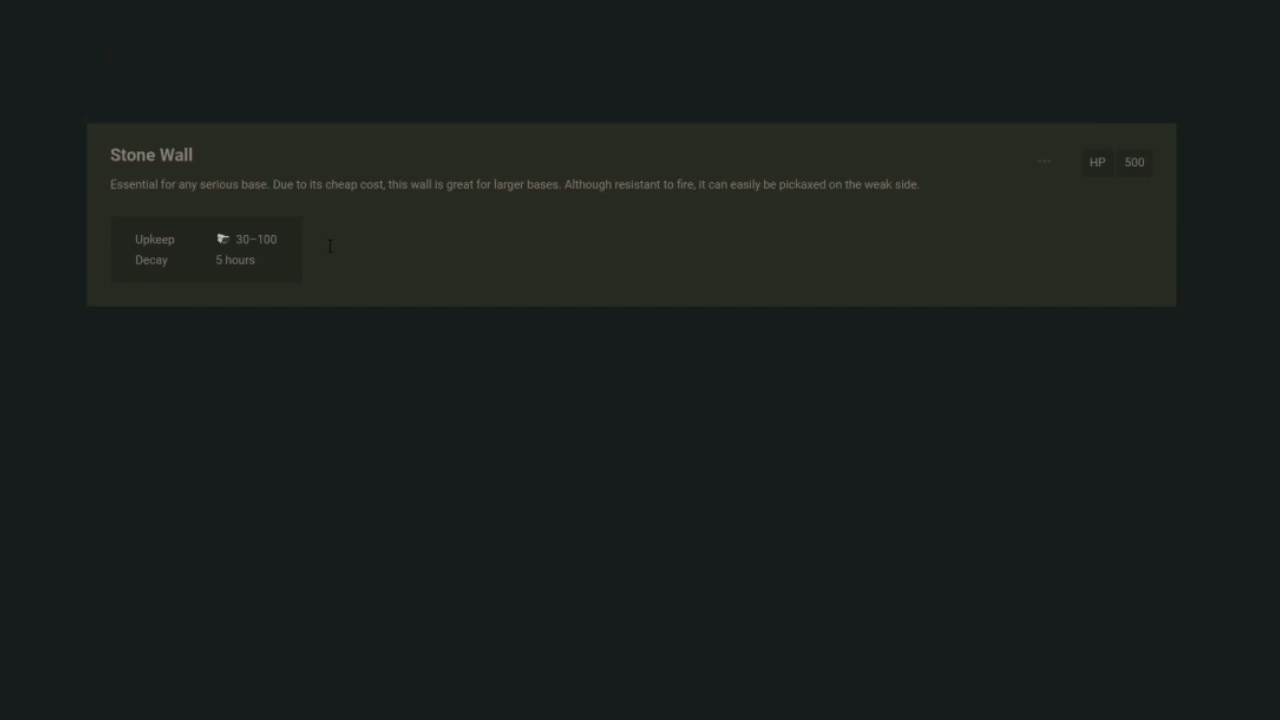 Stone Wall
... HP 500
Essential for any serious base. Due to its cheap cost, this wall is great for larger bases. Although resistant to fire, it can easily be pickaxed on the weak side.
Upkeep 30–100
Decay 5 hours